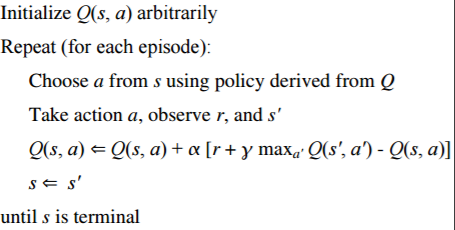 Initialize Q(s, a) arbitrarily
Repeat (for each episode):
Choose a from s using policy derived from Q
Take action a, observe r, and s′
Q(s, a) ⇐ Q(s, a) + α [r + γ maxₐ′ Q(s′, a′) - Q(s, a)]
s ⇐ s′
until s is terminal